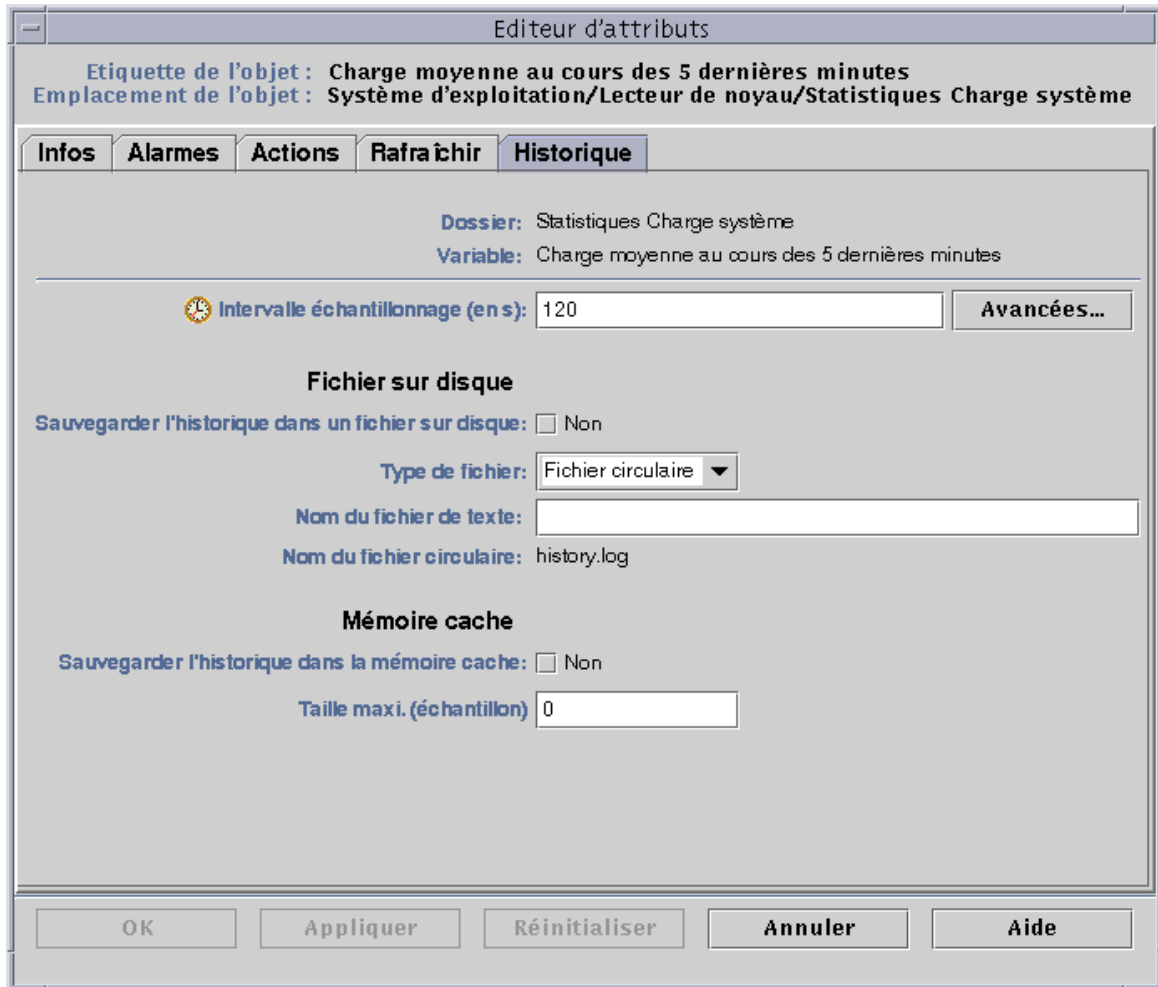 Editeur d'attributs
Etiquette de l'objet : Charge moyenne au cours des 5 dernières minutes
Emplacement de l'objet : Système d'exploitation/Lecteur de noyau/Statistiques Charge système
Infos Alarmes Actions Rafraîchir Historique
Dossier: Statistiques Charge système
Variable: Charge moyenne au cours des 5 dernières minutes
Intervalle échantillonnage (en s): 120 Avancées...
Fichier sur disque
Sauvegarder l'historique dans un fichier sur disque: Non
Type de fichier: Fichier circulaire
Nom du fichier de texte:
Nom du fichier circulaire: history.log
Mémoire cache
Sauvegarder l'historique dans la mémoire cache: Non
Taille maxi. (échantillon) 0
OK Appliquer Réinitialiser Annuler Aide